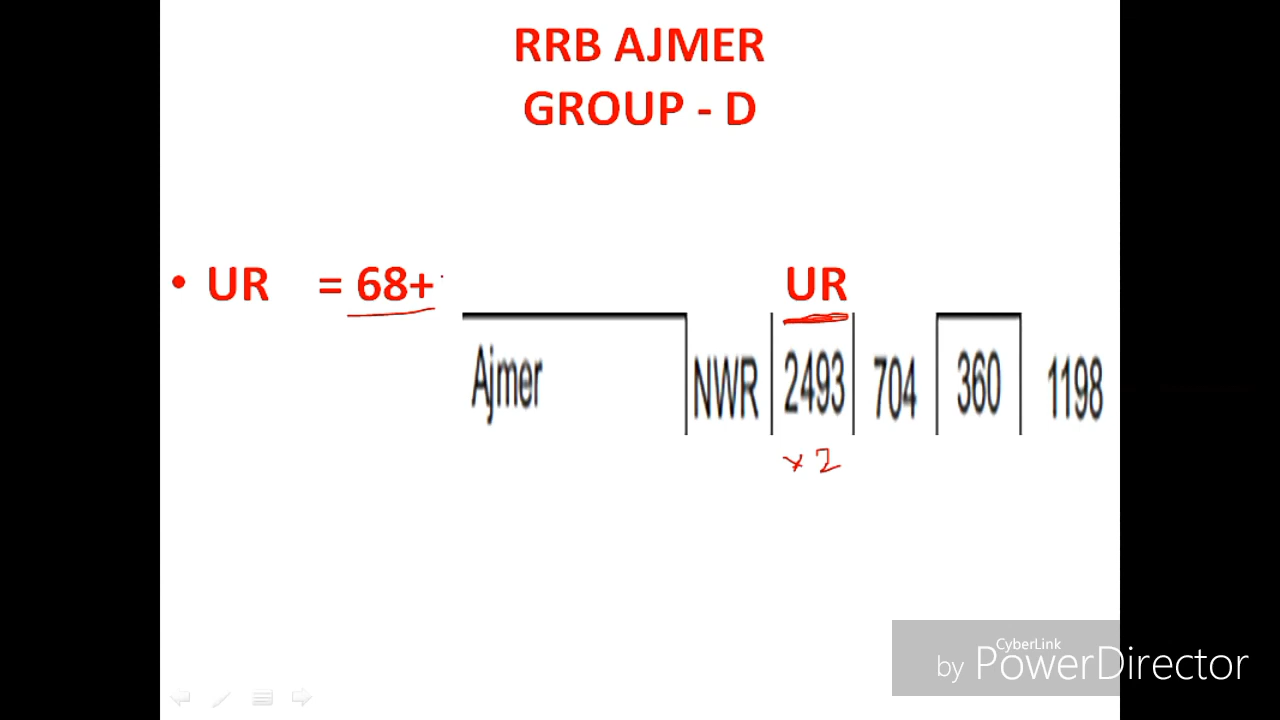 RRB AJMER
GROUP - D
• UR = 68+ UR
Ajmer NWR 2493 704 360 1198
x 2
CyberLink
by PowerDirector